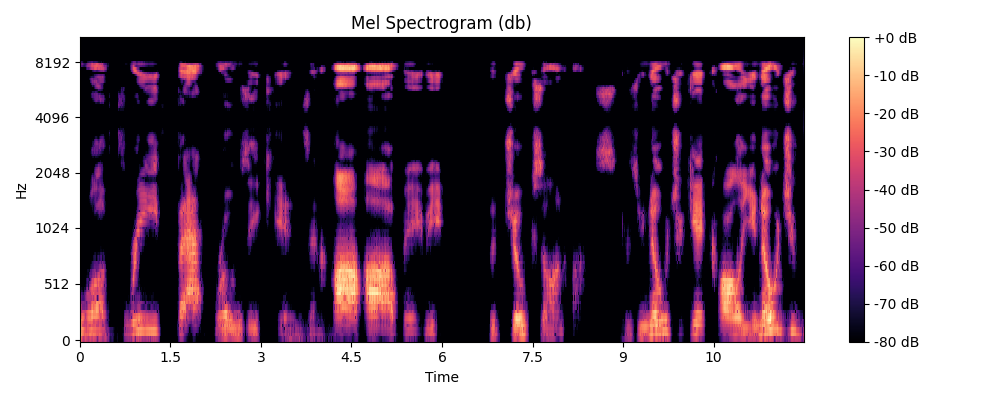 Mel Spectrogram (db)
8192
4096
2048
1024
512
0
Hz
0 1.5 3 4.5 6 7.5 9 10
Time
+0 dB
-10 dB
-20 dB
-30 dB
-40 dB
-50 dB
-60 dB
-70 dB
-80 dB